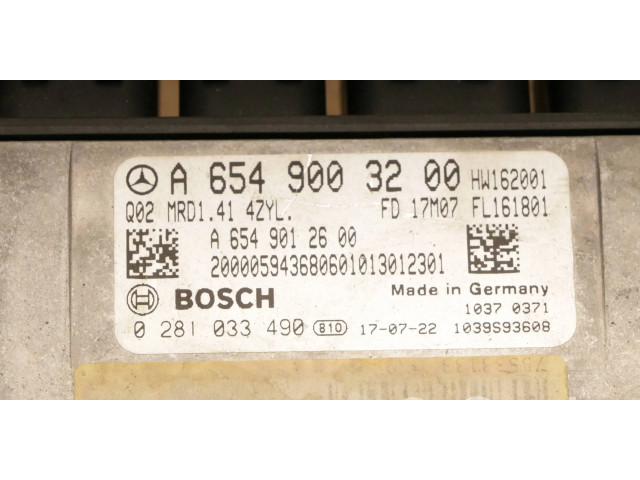 A 654 900 32 00 HW162001
Q02 MRD1.41 4ZYL. FD 17M07 FL161801
A 654 901 26 00
200005943680601013012301
BOSCH Made in Germany
1037 0371
0 281 033 490 810 17-07-22 1039S93608